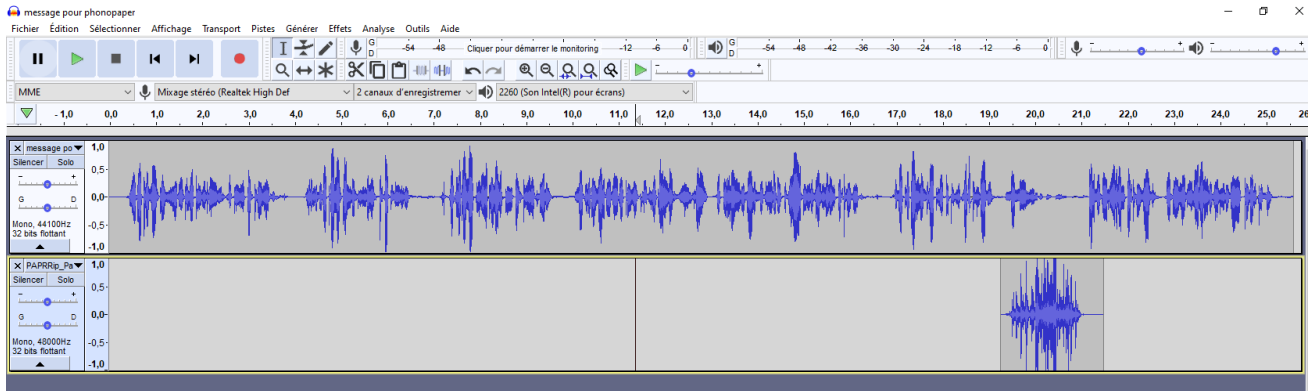 message pour phonopaper
Fichier Édition Sélectionner Affichage Transport Pistes Générer Effets Analyse Outils Aide
G D -54 -48 Cliquer pour démarrer le monitoring -12 -6 0 G D -54 -48 -42 -36 -30 -24 -18 -12 -6 0 - + - +
- +
MME Mixage stéréo (Realtek High Def 2 canaux d'enregistremer 2260 (Son Intel(R) pour écrans)
- 1,0 0,0 1,0 2,0 3,0 4,0 5,0 6,0 7,0 8,0 9,0 10,0 11,0 12,0 13,0 14,0 15,0 16,0 17,0 18,0 19,0 20,0 21,0 22,0 23,0 24,0 25,0 26
× message po 1,0
Silencer Solo
- + 0,5
G D 0,0
Mono, 44100Hz -0,5
32 bits flottant
-1,0
× PAPRRip_Pa 1,0
Silencer Solo
- + 0,5
G D 0,0
Mono, 48000Hz -0,5
32 bits flottant
-1,0